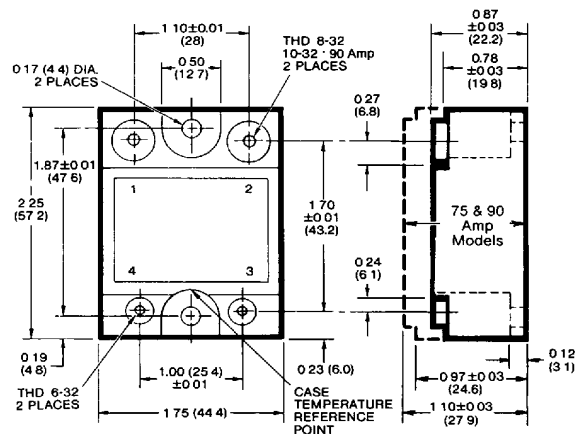 1 10±0.01
(28)
0 50
(12 7)
0 17 (4 4) DIA.
2 PLACES
THD 8-32
10-32 · 90 Amp
2 PLACES
0.87
±0 03
(22.2)
0.78
±0 03
(19 8)
0 27
(6.8)
1.87±0 01
(47 6)
2 25
(57 2)
1 2
1 70
±0 01
(43.2)
75 & 90
Amp
Models
4 3
0 24
(6 1)
0 19
(4 8)
THD 6-32
2 PLACES
1.00 (25 4)
±0 01
0 23 (6.0)
CASE
TEMPERATURE
REFERENCE
POINT
1 75 (44 4)
0 12
(3 1)
0 97±0 03
(24.6)
1 10±0 03
(27 9)